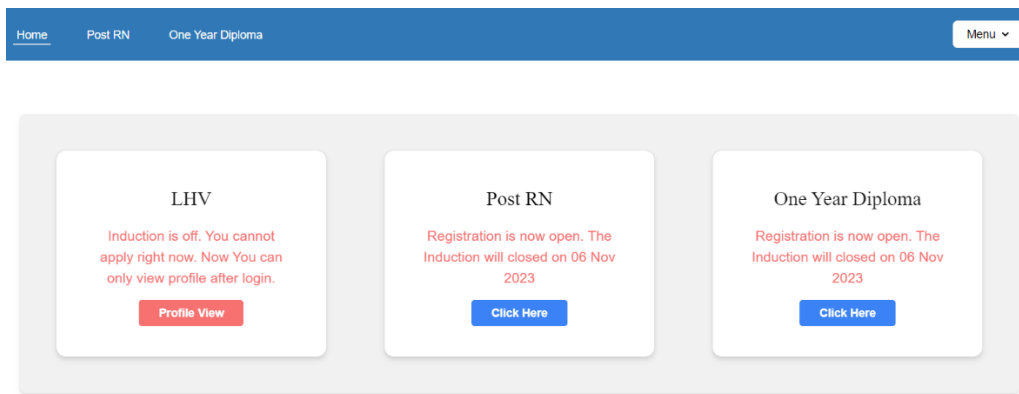 Home Post RN One Year Diploma Menu
LHV
Induction is off. You cannot
apply right now. Now You can
only view profile after login.
Profile View
Post RN
Registration is now open. The
Induction will closed on 06 Nov
2023
Click Here
One Year Diploma
Registration is now open. The
Induction will closed on 06 Nov
2023
Click Here